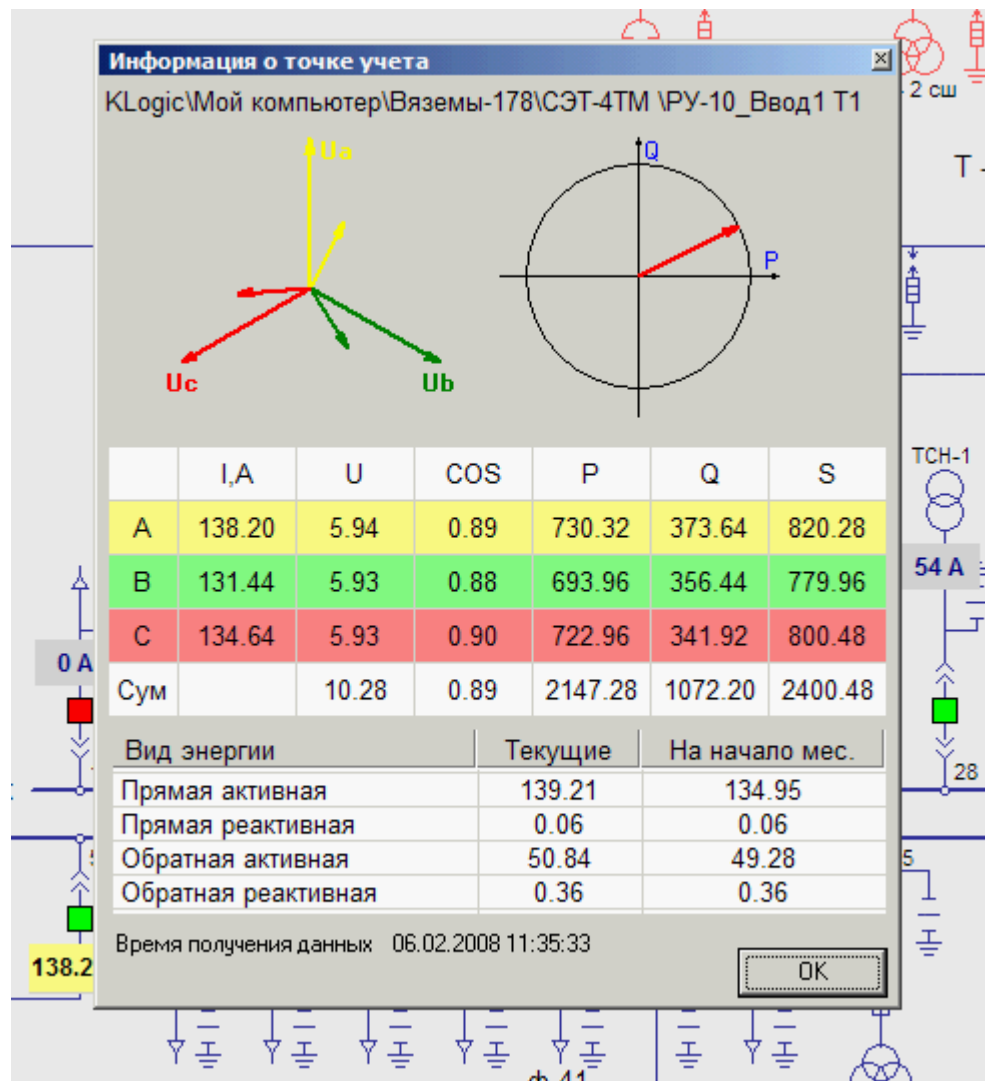 Информация о точке учета
2 сш
KLogic\Мой компьютер\Вяземы-178\СЭТ-4ТМ \РУ-10_Ввод1 Т1
Ua
Q
T -
P
Uc
Ub
I,A U COS P Q S
ТСН-1
A 138.20 5.94 0.89 730.32 373.64 820.28
B 131.44 5.93 0.88 693.96 356.44 779.96
54 A
C 134.64 5.93 0.90 722.96 341.92 800.48
0 A
Сум 10.28 0.89 2147.28 1072.20 2400.48
Вид энергии Текущие На начало мес.
28
Прямая активная 139.21 134.95
Прямая реактивная 0.06 0.06
Обратная активная 50.84 49.28
5
Обратная реактивная 0.36 0.36
Время получения данных 06.02.2008 11:35:33
138.2
OK